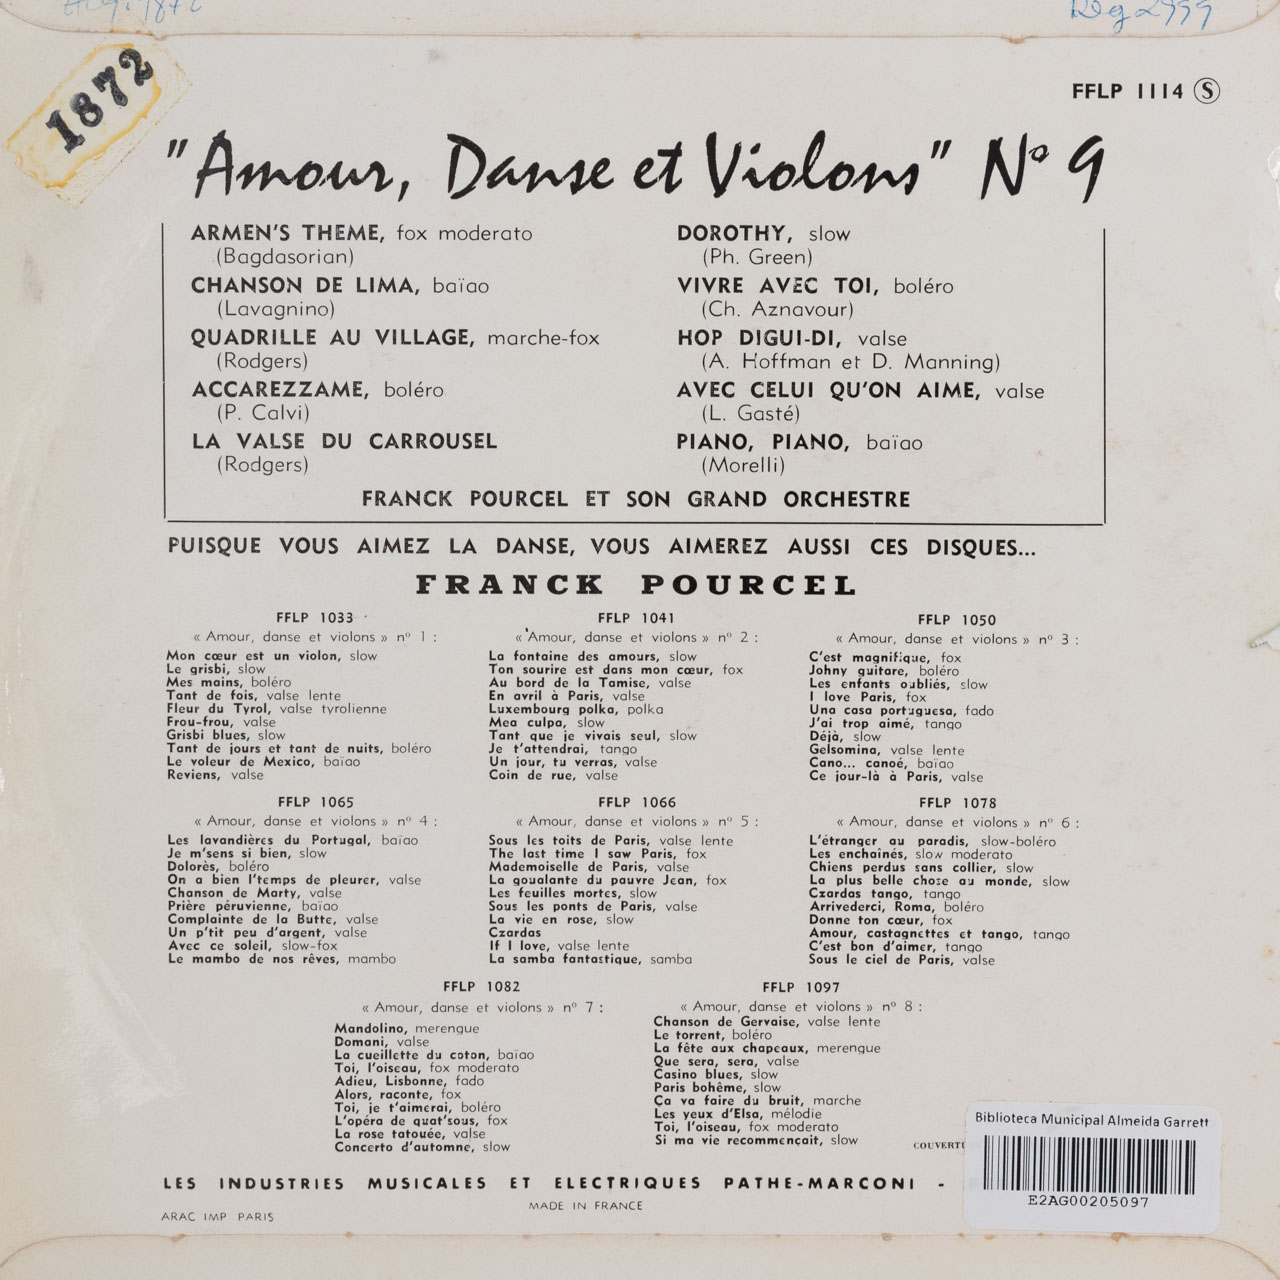 Reg 2999
1872
FFLP 1114 Ⓢ
"Amour, Danse et Violons" Nº 9
ARMEN'S THEME, fox moderato
(Bagdasorian)
CHANSON DE LIMA, baïao
(Lavagnino)
QUADRILLE AU VILLAGE, marche-fox
(Rodgers)
ACCAREZZAME, boléro
(P. Calvi)
LA VALSE DU CARROUSEL
(Rodgers)
DOROTHY, slow
(Ph. Green)
VIVRE AVEC TOI, boléro
(Ch. Aznavour)
HOP DIGUI-DI, valse
(A. Hoffman et D. Manning)
AVEC CELUI QU'ON AIME, valse
(L. Gasté)
PIANO, PIANO, baïao
(Morelli)
FRANCK POURCEL ET SON GRAND ORCHESTRE
PUISQUE VOUS AIMEZ LA DANSE, VOUS AIMEREZ AUSSI CES DISQUES...
FRANCK POURCEL
FFLP 1033
« Amour, danse et violons » nº 1 :
Mon cœur est un violon, slow
Le grisbi, slow
Mes mains, boléro
Tant de fois, valse lente
Fleur du Tyrol, valse tyrolienne
Frou-frou, valse
Grisbi blues, slow
Tant de jours et tant de nuits, boléro
Le voleur de Mexico, baïao
Reviens, valse
FFLP 1041
« Amour, danse et violons » nº 2 :
La fontaine des amours, slow
Ton sourire est dans mon cœur, fox
Au bord de la Tamise, valse
En avril à Paris, valse
Luxembourg polka, polka
Mea culpa, slow
Tant que je vivais seul, slow
Je t'attendrai, tango
Un jour, tu verras, valse
Coin de rue, valse
FFLP 1050
« Amour, danse et violons » nº 3 :
C'est magnifique, fox
Johny guitare, boléro
Les enfants oubliés, slow
I love Paris, fox
Una casa portuguesa, fado
J'ai trop aimé, tango
Déjà, slow
Gelsomina, valse lente
Cano... canoé, baïao
Ce jour-là à Paris, valse
FFLP 1065
« Amour, danse et violons » nº 4 :
Les lavandières du Portugal, baïao
Je m'sens si bien, slow
Dolorès, boléro
On a bien l'temps de pleurer, valse
Chanson de Marty, valse
Prière péruvienne, baïao
Complainte de la Butte, valse
Un p'tit peu d'argent, valse
Avec ce soleil, slow-fox
Le mambo de nos rêves, mambo
FFLP 1066
« Amour, danse et violons » nº 5 :
Sous les toits de Paris, valse lente
The last time I saw Paris, fox
Mademoiselle de Paris, valse
La goualante du pauvre Jean, fox
Les feuilles mortes, slow
Sous les ponts de Paris, valse
La vie en rose, slow
Czardas
If I love, valse lente
La samba fantastique, samba
FFLP 1078
« Amour, danse et violons » nº 6 :
L'étranger au paradis, slow-boléro
Les enchainés, slow moderato
Chiens perdus sans collier, slow
La plus belle chose au monde, slow
Czardas tango, tango
Arrivederci, Roma, boléro
Donne ton cœur, fox
Amour, castagnettes et tango, tango
C'est bon d'aimer, tango
Sous le ciel de Paris, valse
FFLP 1082
« Amour, danse et violons » nº 7 :
Mandolino, merengue
Domani, valse
La cueillette du coton, baïao
Toi, l'oiseau, fox moderato
Adieu, Lisbonne, fado
Alors, raconte, fox
Toi, je t'aimerai, boléro
L'opéra de quat'sous, fox
La rose tatouée, valse
Concerto d'automne, slow
FFLP 1097
« Amour, danse et violons » nº 8 :
Chanson de Gervaise, valse lente
Le torrent, boléro
La fête aux chapeaux, merengue
Que sera, sera, valse
Casino blues, slow
Paris bohême, slow
Ça va faire du bruit, marche
Les yeux d'Elsa, mélodie
Toi, l'oiseau, fox moderato
Si ma vie recommençait, slow
COUVERTU
Biblioteca Municipal Almeida Garrett
E2AG00205097
LES INDUSTRIES MUSICALES ET ELECTRIQUES PATHE-MARCONI -
MADE IN FRANCE
ARAC IMP PARIS